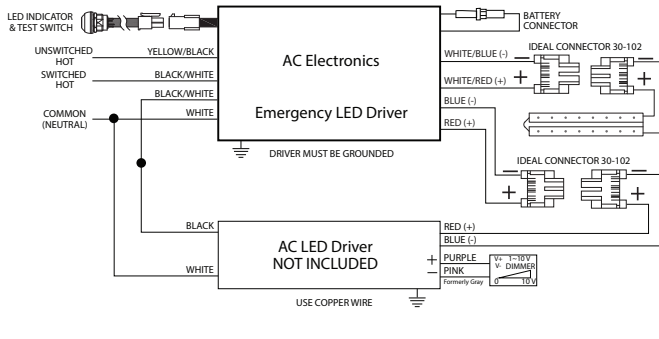 LED INDICATOR
& TEST SWITCH
BATTERY
CONNECTOR
UNSWITCHED
HOT
YELLOW/BLACK
SWITCHED
HOT
BLACK/WHITE
BLACK/WHITE
COMMON
(NEUTRAL)
WHITE
AC Electronics
Emergency LED Driver
WHITE/BLUE (-)
WHITE/RED (+)
BLUE (-)
RED (+)
IDEAL CONNECTOR 30-102
− +
− +
DRIVER MUST BE GROUNDED
IDEAL CONNECTOR 30-102
− +
− +
BLACK
WHITE
AC LED Driver
NOT INCLUDED
RED (+)
BLUE (-)
+ PURPLE
− PINK
Formerly Gray
V+ 1~10 V
V- DIMMER
0 10 V
USE COPPER WIRE